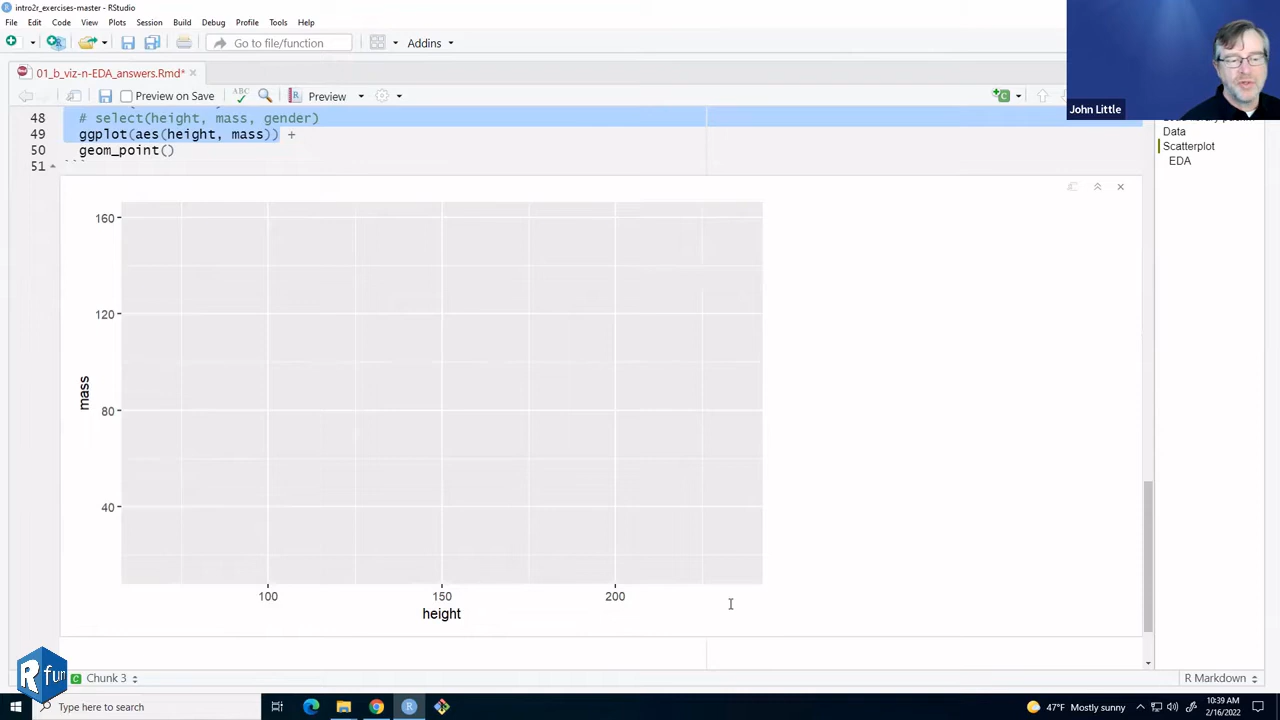 intro2r_exercises-master - RStudio
File Edit Code View Plots Session Build Debug Profile Tools Help
Go to file/function
Addins
John Little
01_b_viz-n-EDA_answers.Rmd*
Preview on Save
Preview
48 # select(height, mass, gender)
49 ggplot(aes(height, mass)) +
50 geom_point()
51 ```
Data
Scatterplot
EDA
160
120
80
40
mass
100 150 200
height
R fun
Chunk 3
R Markdown
Type here to search
47°F Mostly sunny
10:39 AM
2/16/2022